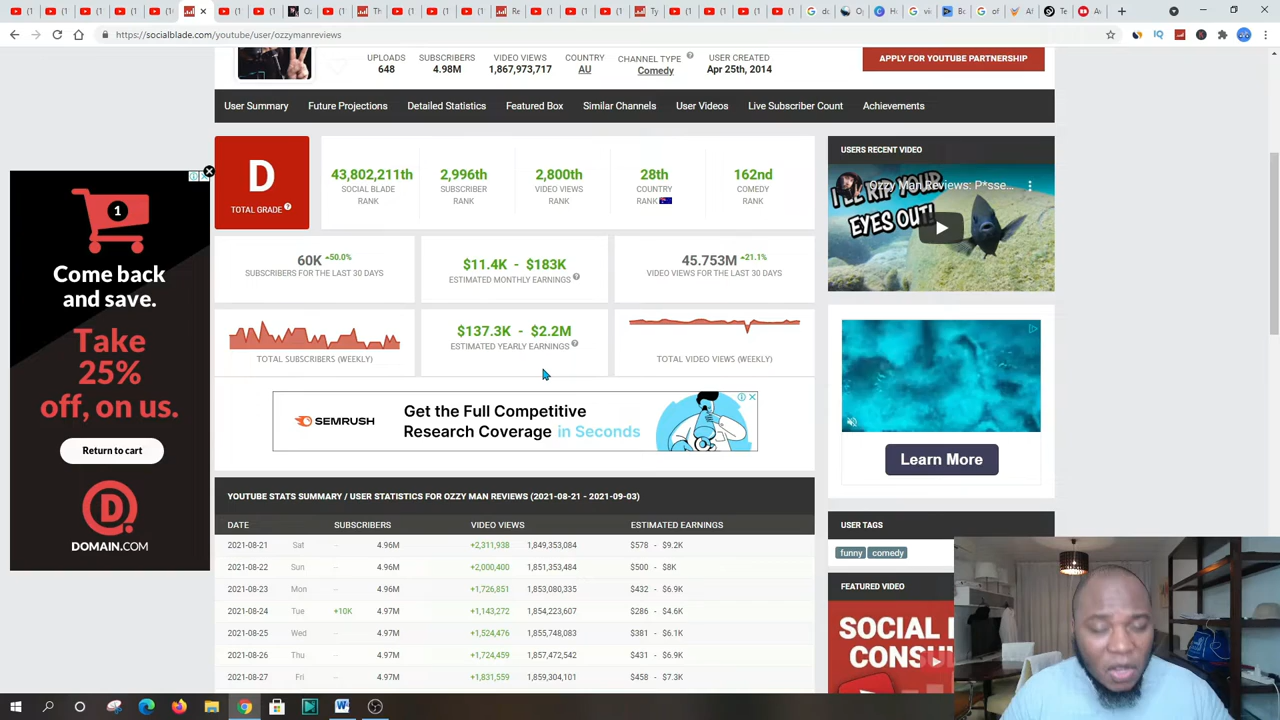 https://socialblade.com/user/ozzymanreviews
UPLOADS
648
SUBSCRIBERS
4.98M
VIDEO VIEWS
1,867,973,717
COUNTRY
AU
CHANNEL TYPE
Comedy
USER CREATED
Apr 25th, 2014
APPLY FOR YOUTUBE PARTNERSHIP
User Summary Future Projections Detailed Statistics Featured Box Similar Channels User Videos Live Subscriber Count Achievements
D
TOTAL GRADE
43,802,211th
SOCIAL BLADE
RANK
2,996th
SUBSCRIBER
RANK
2,800th
VIDEO VIEWS
RANK
28th
COUNTRY
RANK
162nd
COMEDY
RANK
60K +50.0%
SUBSCRIBERS FOR THE LAST 30 DAYS
$11.4K - $183K
ESTIMATED MONTHLY EARNINGS
45.753M +21.1%
VIDEO VIEWS FOR THE LAST 30 DAYS
TOTAL SUBSCRIBERS (WEEKLY)
$137.3K - $2.2M
ESTIMATED YEARLY EARNINGS
TOTAL VIDEO VIEWS (WEEKLY)
SEMRUSH
Get the Full Competitive
Research Coverage in Seconds
YOUTUBE STATS SUMMARY / USER STATISTICS FOR OZZY MAN REVIEWS (2021-08-21 - 2021-09-03)
DATE SUBSCRIBERS VIDEO VIEWS ESTIMATED EARNINGS
2021-08-21 Sat -- 4.96M +2,311,938 1,849,353,084 $578 - $9.2K
2021-08-22 Sun -- 4.96M +2,000,400 1,851,353,484 $500 - $8K
2021-08-23 Mon -- 4.96M +1,726,851 1,853,080,335 $432 - $6.9K
2021-08-24 Tue +10K 4.97M +1,143,272 1,854,223,607 $286 - $4.6K
2021-08-25 Wed -- 4.97M +1,524,476 1,855,748,083 $381 - $6.1K
2021-08-26 Thu -- 4.97M +1,724,459 1,857,472,542 $431 - $6.9K
2021-08-27 Fri -- 4.97M +1,831,559 1,859,304,101 $458 - $7.3K
1
Come back
and save.
Take
25%
off, on us.
Return to cart
D
DOMAIN.COM
USERS RECENT VIDEO
Ozzy Man Reviews: P*sse...
I'LL RIP YOUR
EYES OUT!
Learn More
USER TAGS
funny comedy
FEATURED VIDEO
SOCIAL